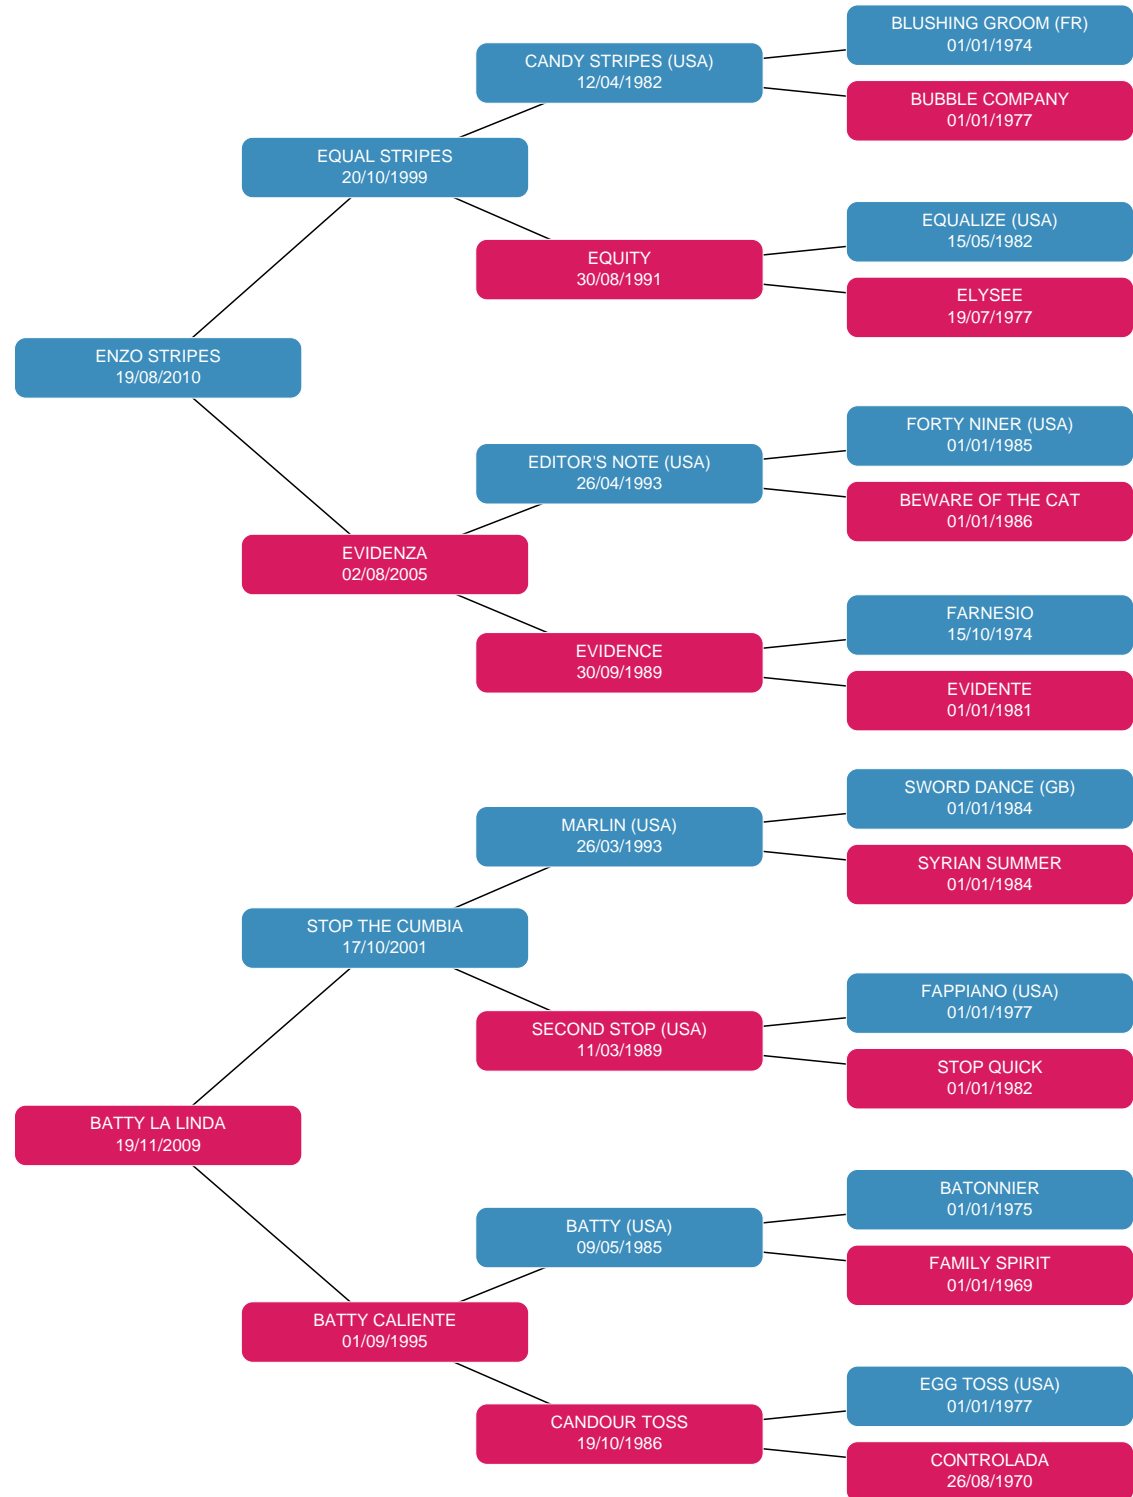 BLUSHING GROOM (FR)
01/01/1974
CANDY STRIPES (USA)
12/04/1982
BUBBLE COMPANY
01/01/1977
EQUAL STRIPES
20/10/1999
EQUALIZE (USA)
15/05/1982
EQUITY
30/08/1991
ELYSEE
19/07/1977
ENZO STRIPES
19/08/2010
FORTY NINER (USA)
01/01/1985
EDITOR'S NOTE (USA)
26/04/1993
BEWARE OF THE CAT
01/01/1986
EVIDENZA
02/08/2005
FARNESIO
15/10/1974
EVIDENCE
30/09/1989
EVIDENTE
01/01/1981
SWORD DANCE (GB)
01/01/1984
MARLIN (USA)
26/03/1993
SYRIAN SUMMER
01/01/1984
STOP THE CUMBIA
17/10/2001
FAPPIANO (USA)
01/01/1977
SECOND STOP (USA)
11/03/1989
STOP QUICK
01/01/1982
BATTY LA LINDA
19/11/2009
BATONNIER
01/01/1975
BATTY (USA)
09/05/1985
FAMILY SPIRIT
01/01/1969
BATTY CALIENTE
01/09/1995
EGG TOSS (USA)
01/01/1977
CANDOUR TOSS
19/10/1986
CONTROLADA
26/08/1970